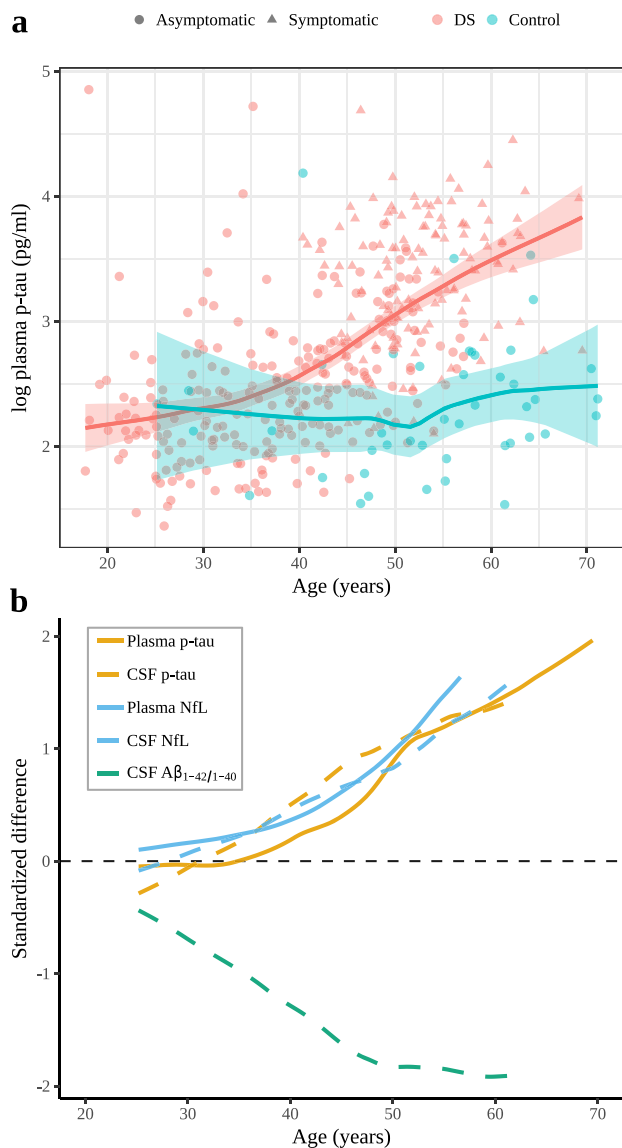 a
Asymptomatic Symptomatic DS Control
log plasma p-tau (pg/ml)
5
4
3
2
20 30 40 50 60 70
Age (years)
b
Standardized difference
2
1
0
-1
-2
Plasma p-tau
CSF p-tau
Plasma NfL
CSF NfL
CSF Aβ₁₋₄₂/₁₋₄₀
20 30 40 50 60 70
Age (years)